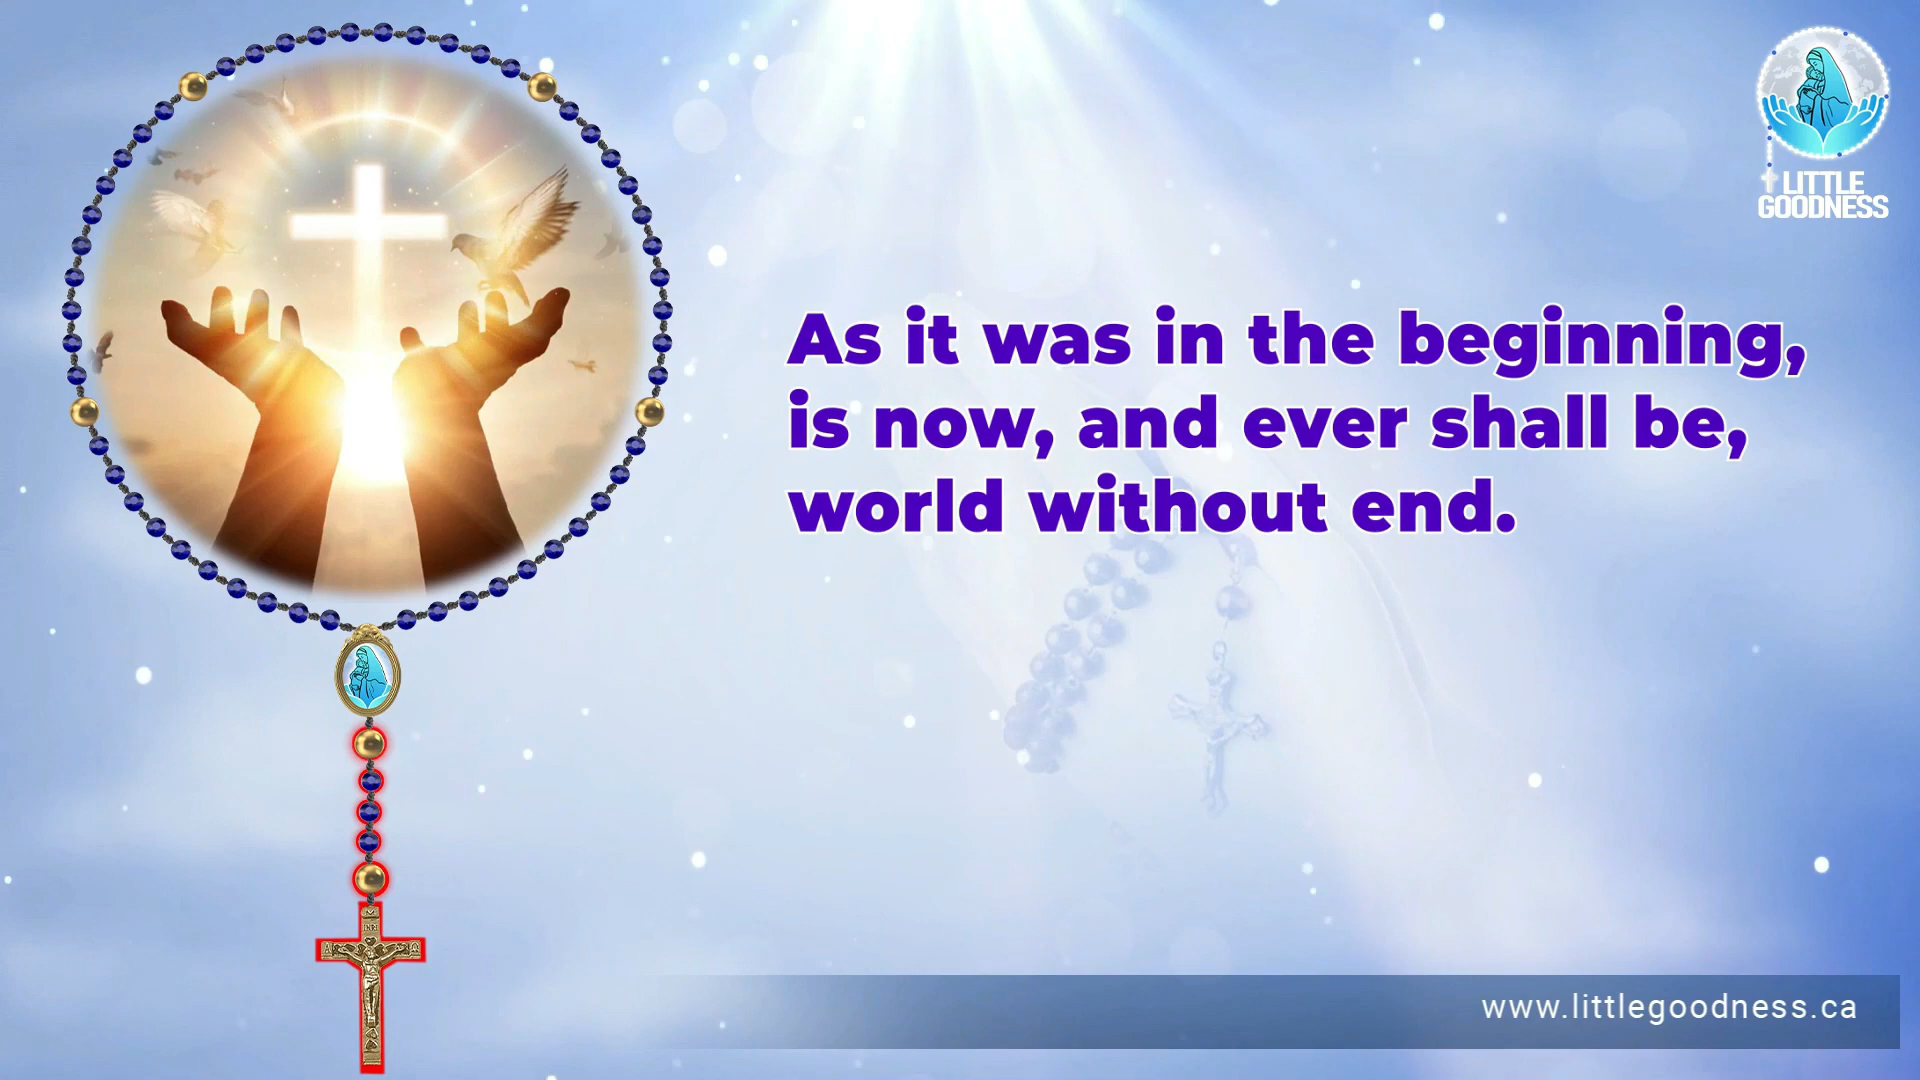 LITTLE
GOODNESS
As it was in the beginning,
is now, and ever shall be,
world without end.
INRI
www.littlegoodness.ca